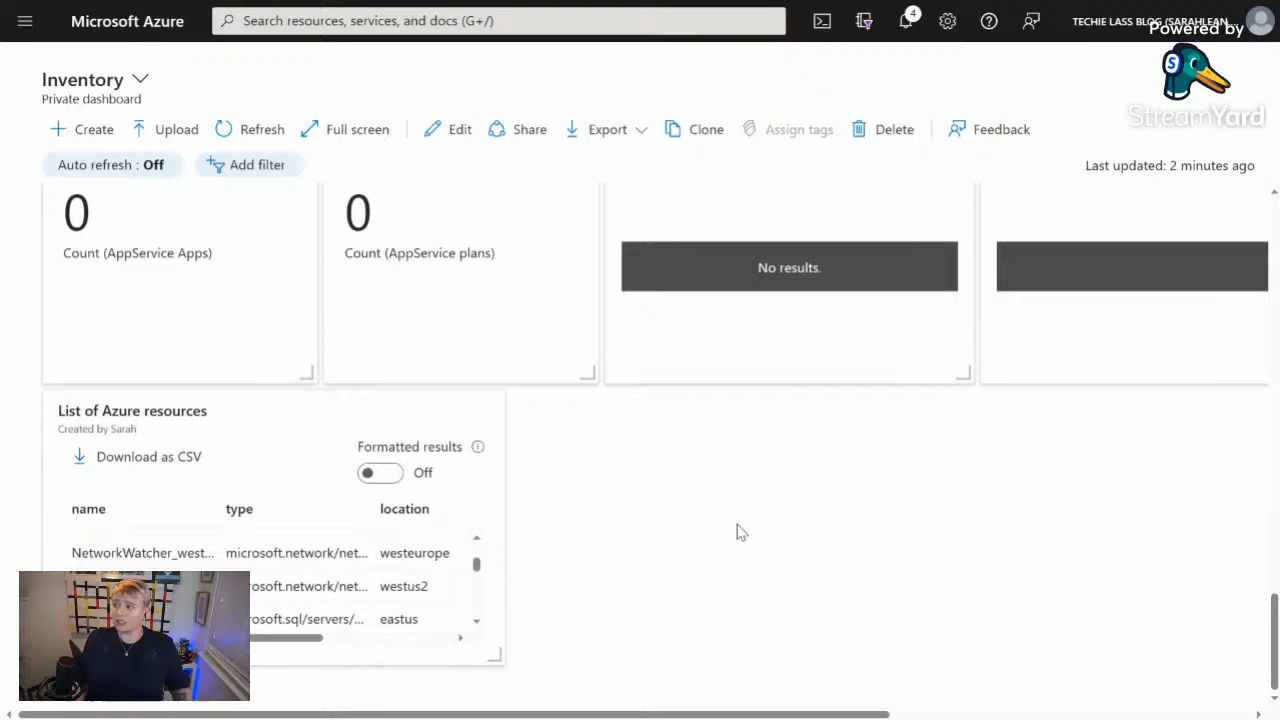 Microsoft Azure
Search resources, services, and docs (G+/)
4
TECHIE LASS BLOG (SARAHLEAN...
Powered by
S
StreamYard
Inventory
Private dashboard
Create Upload Refresh Full screen Edit Share Export Clone Assign tags Delete Feedback
Auto refresh : Off Add filter Last updated: 2 minutes ago
0
Count (AppService Apps)
0
Count (AppService plans)
No results.
List of Azure resources
Created by Sarah
Download as CSV
Formatted results
Off
name type location
NetworkWatcher_west... microsoft.network/net... westeurope
rosoft.network/net... westus2
rosoft.sql/servers/... eastus